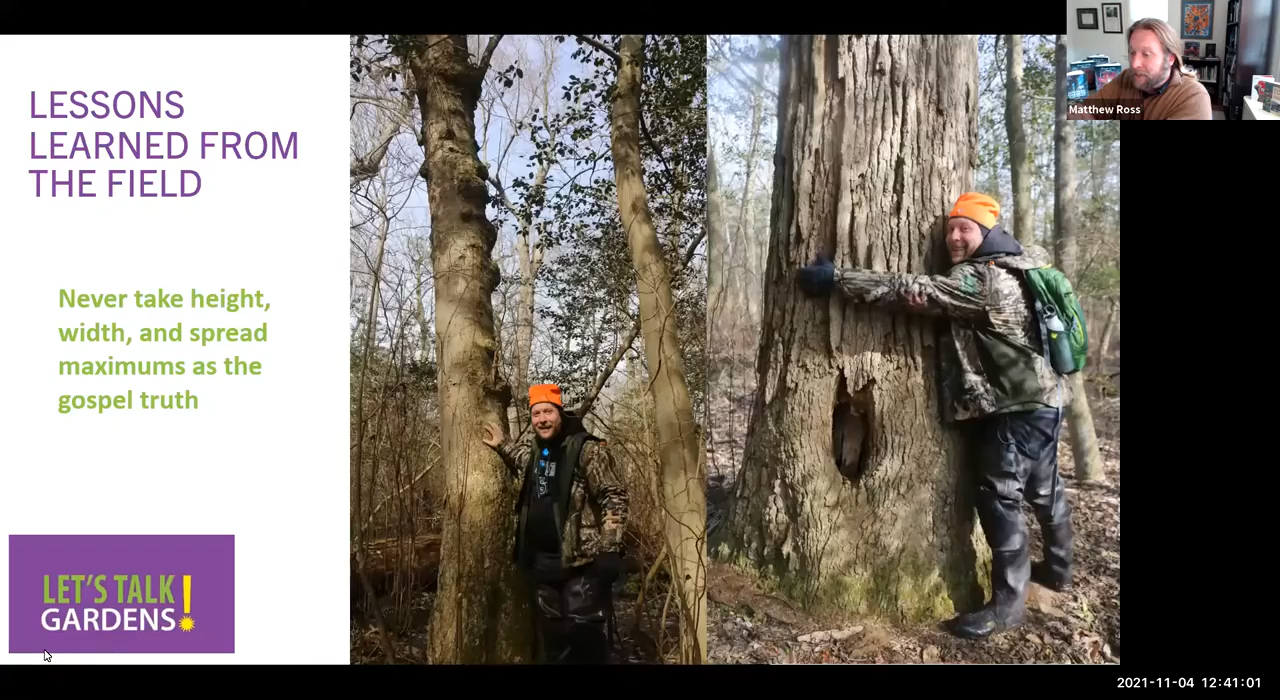 LESSONS
LEARNED FROM
THE FIELD
Never take height,
width, and spread
maximums as the
gospel truth
LET'S TALK
GARDENS!
Matthew Ross
2021-11-04 12:41:01